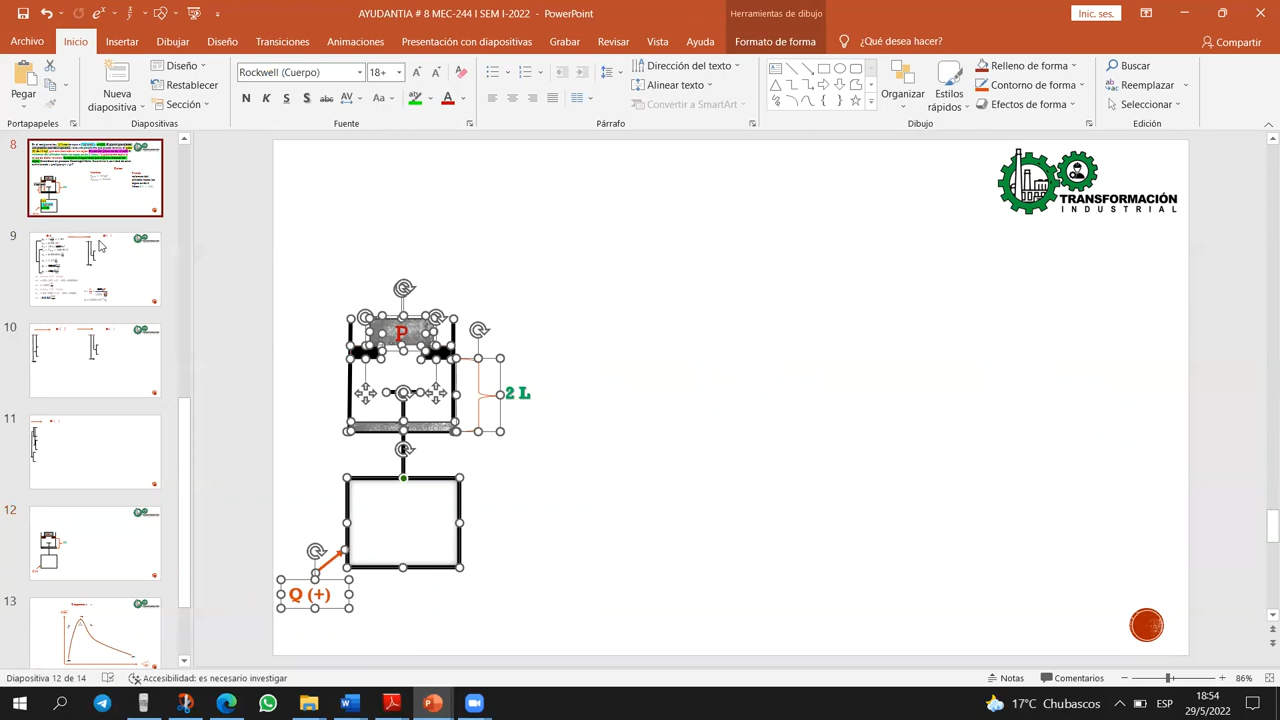 AYUDANTIA # 8 MEC-244 I SEM I-2022 - PowerPoint
Herramientas de dibujo
Inic. ses.
Archivo Inicio Insertar Dibujar Diseño Transiciones Animaciones Presentación con diapositivas Grabar Revisar Vista Ayuda Formato de forma ¿Qué desea hacer? Compartir
Pegar
Nueva diapositiva
Diseño
Restablecer
Sección
Rockwell (Cuerpo) 18+
N K S S abc AV Aa A
Dirección del texto
Alinear texto
Convertir a SmartArt
Organizar
Estilos rápidos
Relleno de forma
Contorno de forma
Efectos de forma
Buscar
Reemplazar
Seleccionar
Portapapeles Diapositivas Fuente Párrafo Dibujo Edición
8
9
10
11
12
13
TRANSFORMACIÓN
INDUSTRIAL
P
2 L
Q (+)
Diapositiva 12 de 14 Accesibilidad: es necesario investigar Notas Comentarios 86%
17°C Chubascos ESP 18:54
29/5/2022